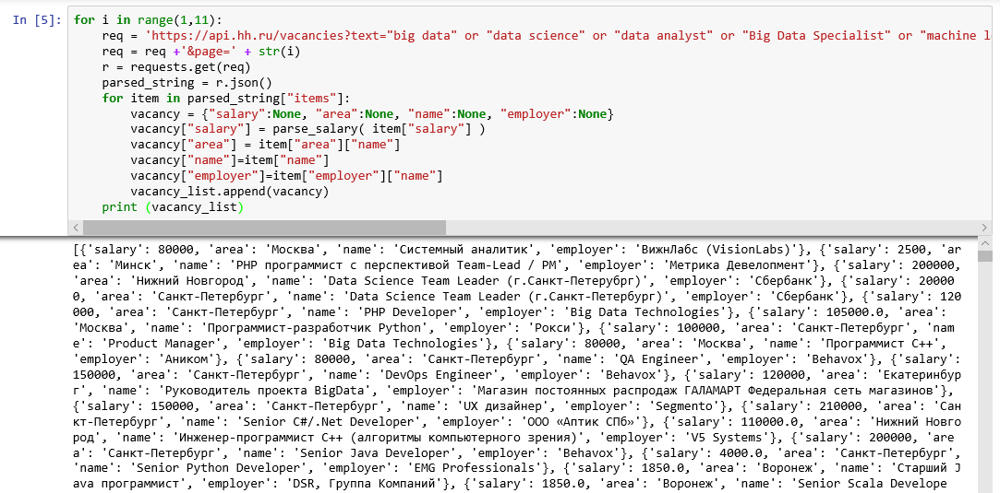 In [5]: for i in range(1,11):
req = 'https://api.hh.ru/vacancies?text="big data" or "data science" or "data analyst" or "Big Data Specialist" or "machine l
req = req +'&page=' + str(i)
r = requests.get(req)
parsed_string = r.json()
for item in parsed_string["items"]:
vacancy = {"salary":None, "area":None, "name":None, "employer":None}
vacancy["salary"] = parse_salary( item["salary"] )
vacancy["area"] = item["area"]["name"]
vacancy["name"]=item["name"]
vacancy["employer"]=item["employer"]["name"]
vacancy_list.append(vacancy)
print (vacancy_list)
[{'salary': 80000, 'area': 'Москва', 'name': 'Системный аналитик', 'employer': 'ВижнЛабс (VisionLabs)'}, {'salary': 2500, 'ar
ea': 'Минск', 'name': 'PHP программист с перспективой Team-Lead / PM', 'employer': 'Метрика Девелопмент'}, {'salary': 200000,
'area': 'Нижний Новгород', 'name': 'Data Science Team Leader (г.Санкт-Петеурбрг)', 'employer': 'Сбербанк'}, {'salary': 20000
0, 'area': 'Санкт-Петербург', 'name': 'Data Science Team Leader (г.Санкт-Петербург)', 'employer': 'Сбербанк'}, {'salary': 120
000, 'area': 'Санкт-Петербург', 'name': 'PHP Developer', 'employer': 'Big Data Technologies'}, {'salary': 105000.0, 'area':
'Москва', 'name': 'Программист-разработчик Python', 'employer': 'Рокси'}, {'salary': 100000, 'area': 'Санкт-Петербург', 'nam
e': 'Product Manager', 'employer': 'Big Data Technologies'}, {'salary': 80000, 'area': 'Москва', 'name': 'Программист C++',
'employer': 'Аником'}, {'salary': 80000, 'area': 'Санкт-Петербург', 'name': 'QA Engineer', 'employer': 'Behavox'}, {'salary':
150000, 'area': 'Санкт-Петербург', 'name': 'DevOps Engineer', 'employer': 'Behavox'}, {'salary': 120000, 'area': 'Екатеринбур
г', 'name': 'Руководитель проекта BigData', 'employer': 'Магазин постоянных распродаж ГАЛАМАРТ Федеральная сеть магазинов'},
{'salary': 150000, 'area': 'Санкт-Петербург', 'name': 'UX дизайнер', 'employer': 'Segmento'}, {'salary': 210000, 'area': 'Сан
кт-Петербург', 'name': 'Senior C#/.Net Developer', 'employer': 'ООО «Аптик СПб»'}, {'salary': 110000.0, 'area': 'Нижний Новго
род', 'name': 'Инженер-программист C++ (алгоритмы компьютерного зрения)', 'employer': 'V5 Systems'}, {'salary': 200000, 'are
a': 'Санкт-Петербург', 'name': 'Senior Java Developer', 'employer': 'Behavox'}, {'salary': 4000.0, 'area': 'Санкт-Петербург',
'name': 'Senior Python Developer', 'employer': 'EMG Professionals'}, {'salary': 1850.0, 'area': 'Воронеж', 'name': 'Старший J
ava программист', 'employer': 'DSR, Группа Компаний'}, {'salary': 1850.0, 'area': 'Воронеж', 'name': 'Senior Scala Develope